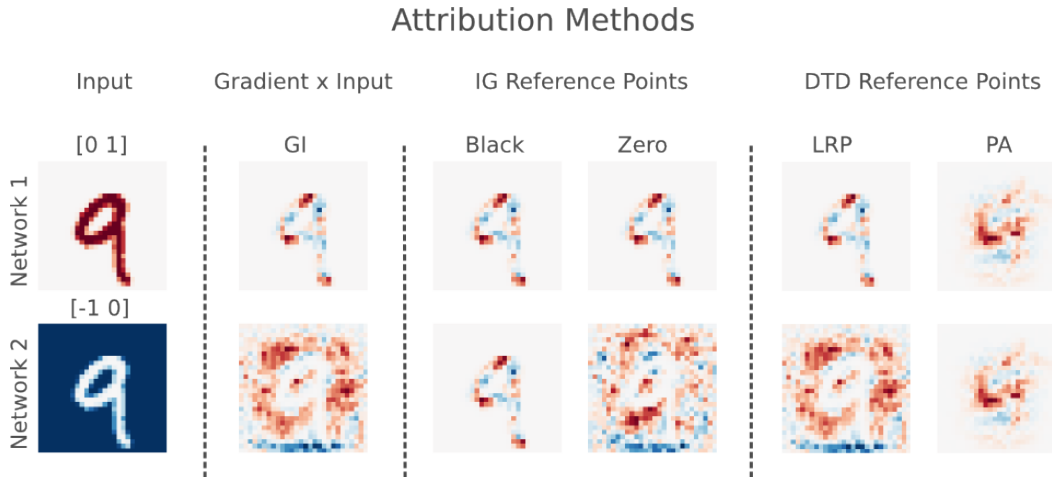 Attribution Methods
Input Gradient x Input IG Reference Points DTD Reference Points
[0 1] GI Black Zero LRP PA
Network 1
[-1 0]
Network 2